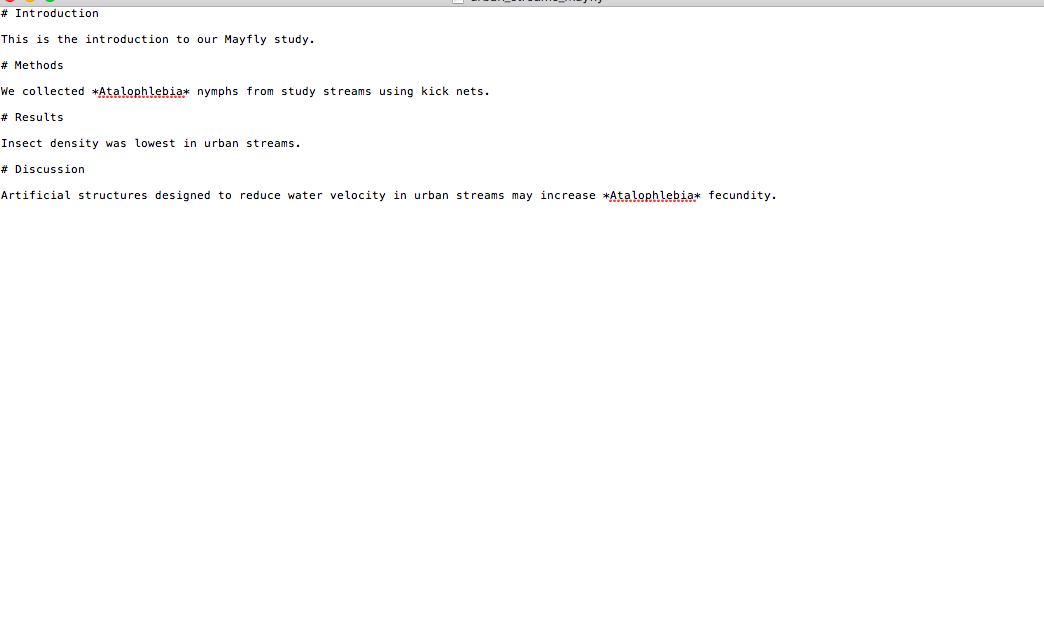 # Introduction
This is the introduction to our Mayfly study.
# Methods
We collected *Atalophlebia* nymphs from study streams using kick nets.
# Results
Insect density was lowest in urban streams.
# Discussion
Artificial structures designed to reduce water velocity in urban streams may increase *Atalophlebia* fecundity.